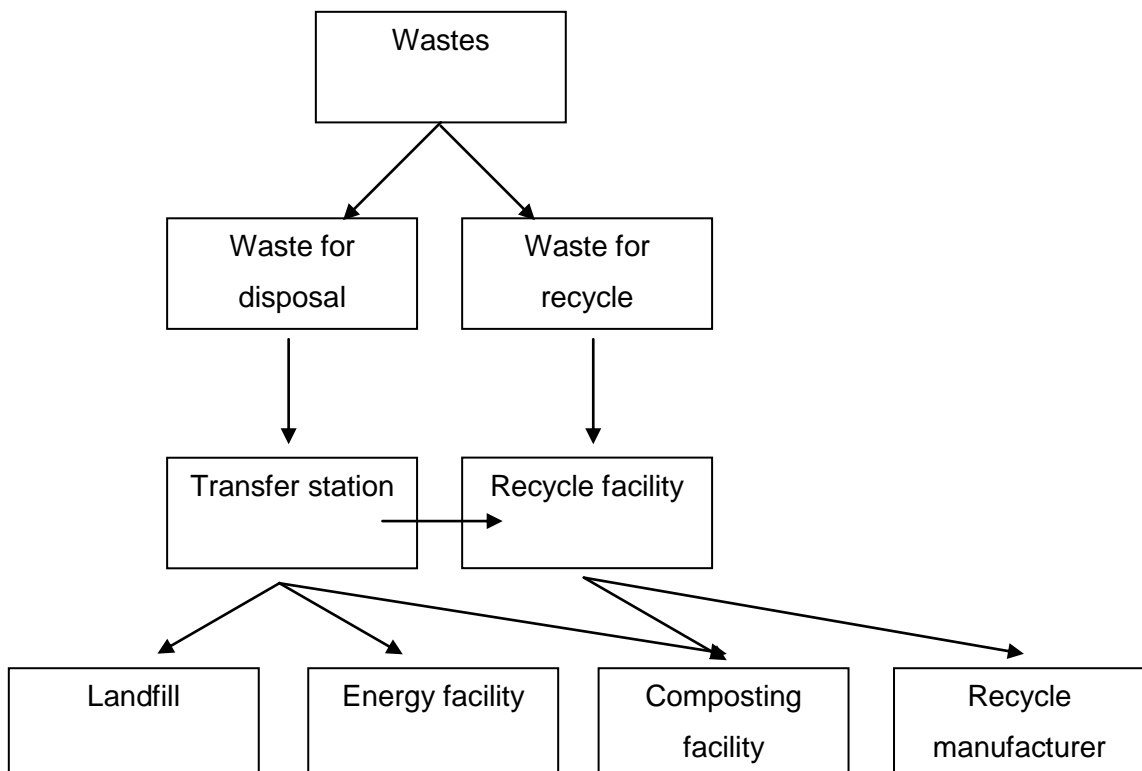 Wastes
Waste for
disposal
Waste for
recycle
Transfer station
Recycle facility
Landfill
Energy facility
Composting
facility
Recycle
manufacturer